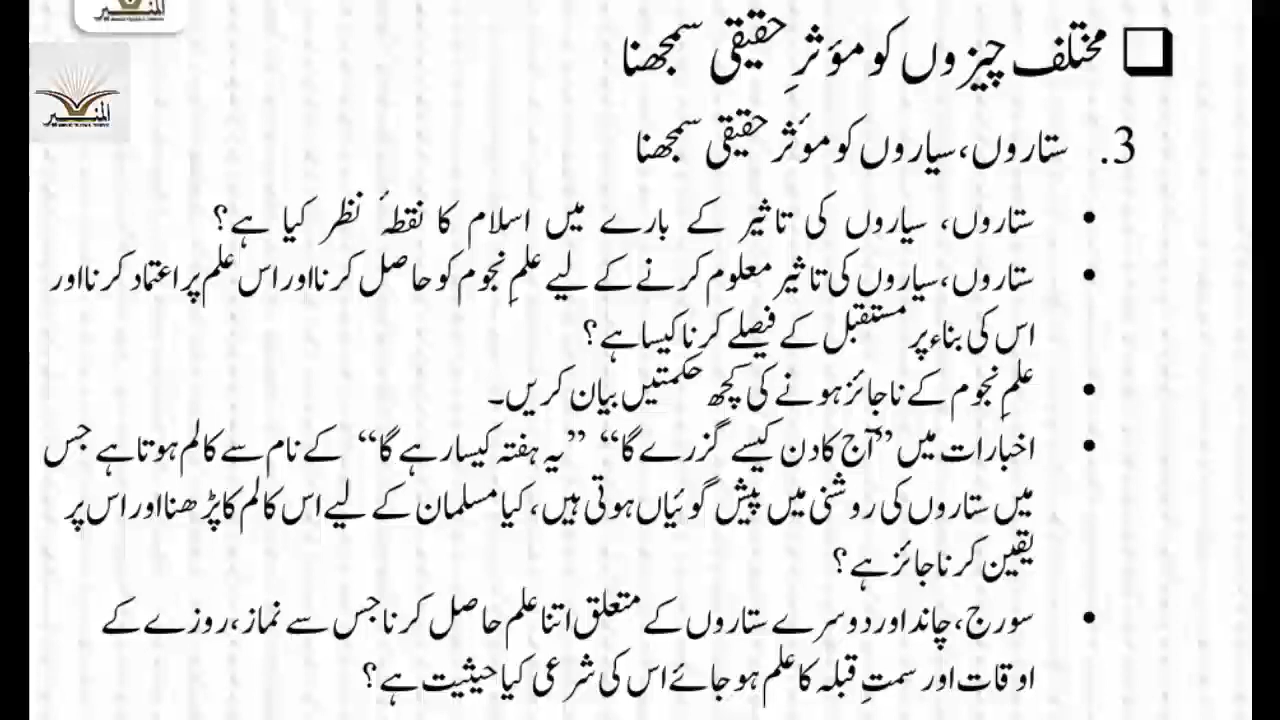 المنیر
المنیر
❑ مختلف چیزوں کو مؤثرِ حقیقی سمجھنا
3. ستاروں، سیاروں کو مؤثر حقیقی سمجھنا
• ستاروں، سیاروں کی تاثیر کے بارے میں اسلام کا نقطۂ نظر کیا ہے؟
• ستاروں، سیاروں کی تاثیر معلوم کرنے کے لیے علمِ نجوم کو حاصل کرنا اور اس علم پر اعتماد کرنا اور
اس کی بناء پر مستقبل کے فیصلے کرنا کیسا ہے؟
• علمِ نجوم کے ناجائز ہونے کی کچھ حکمتیں بیان کریں۔
• اخبارات میں ”آج کا دن کیسے گزرے گا“ ”یہ ہفتہ کیسا رہے گا“ کے نام سے کالم ہوتا ہے جس
میں ستاروں کی روشنی میں پیش گوئیاں ہوتی ہیں، کیا مسلمان کے لیے اس کالم کا پڑھنا اور اس پر
یقین کرنا جائز ہے؟
• سورج، چاند اور دوسرے ستاروں کے متعلق اتنا علم حاصل کرنا جس سے نماز، روزے کے
اوقات اور سمتِ قبلہ کا علم ہو جائے اس کی شرعی کیا حیثیت ہے؟